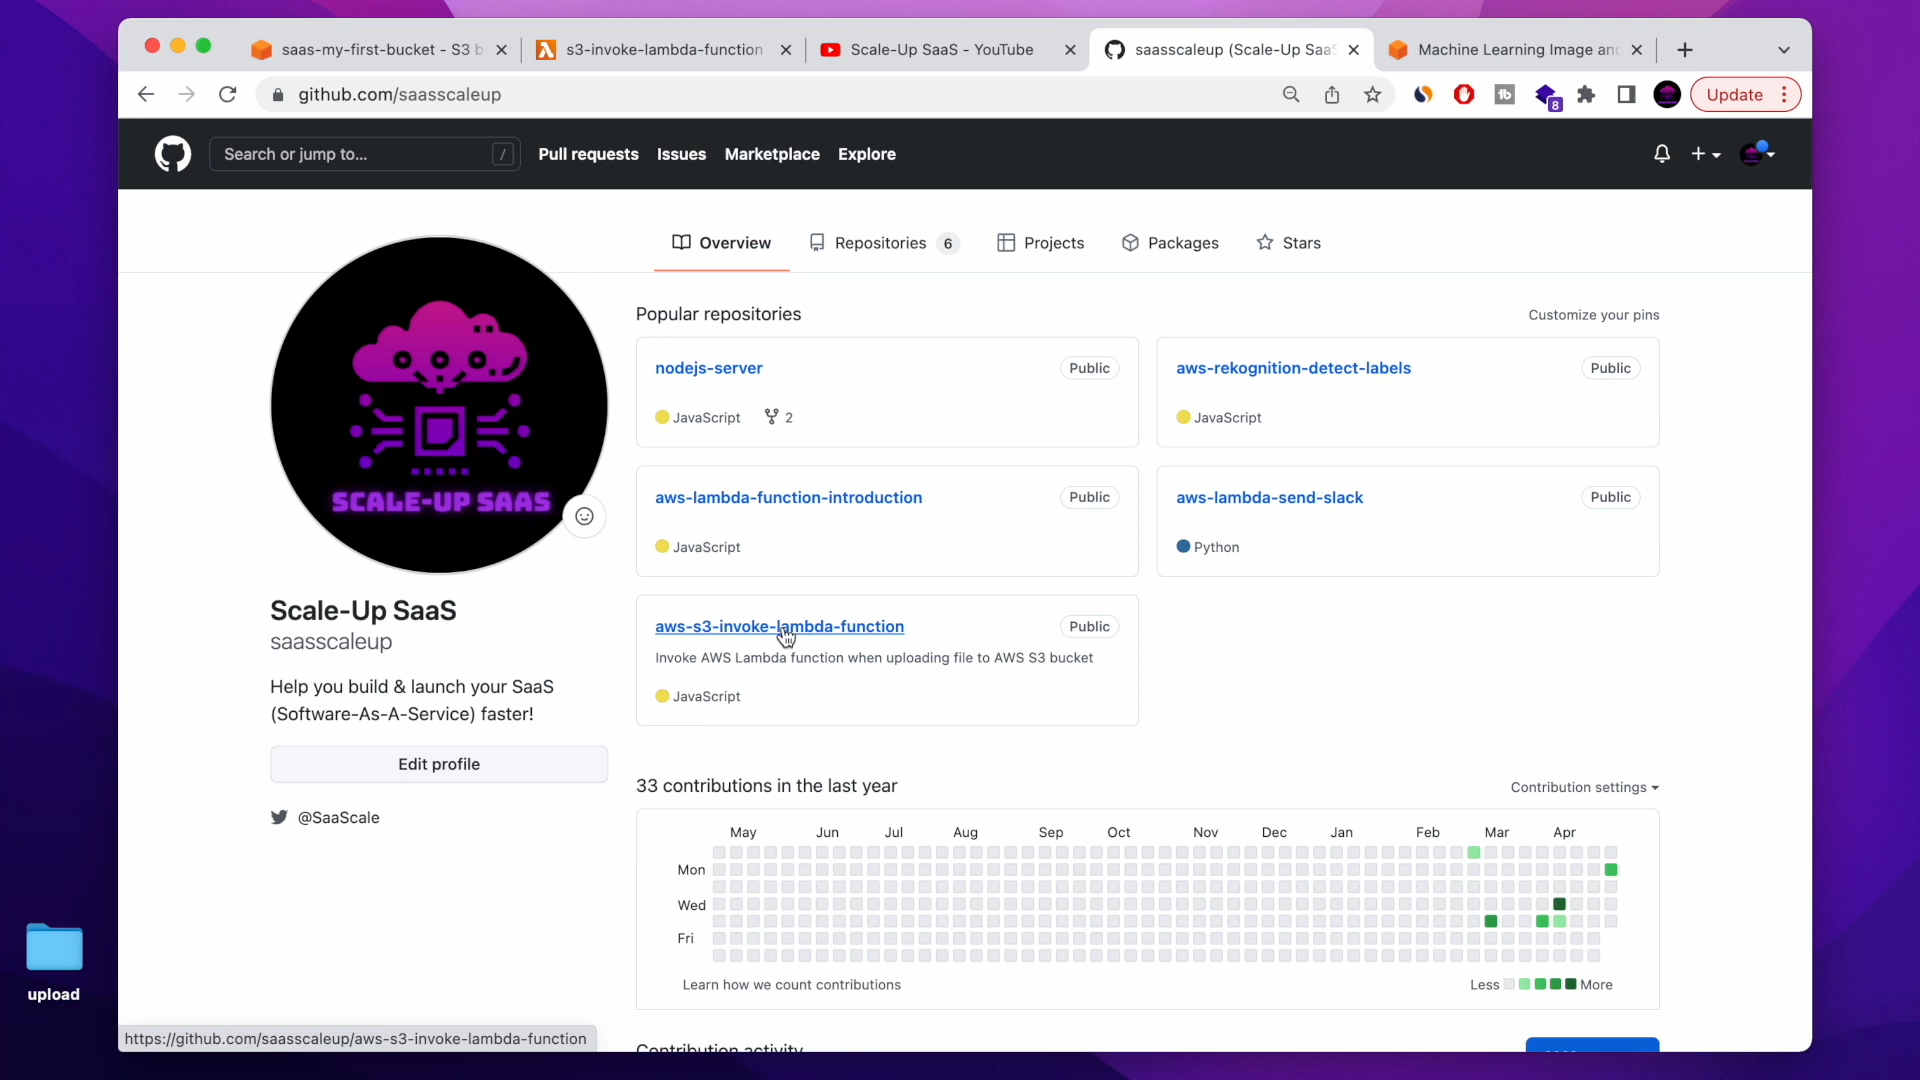 saas-my-first-bucket - S3 b
s3-invoke-lambda-function
Scale-Up SaaS - YouTube
saasscaleup (Scale-Up SaaS
Machine Learning Image and
github.com/saasscaleup
tb
8
Update
Search or jump to...
/
Pull requests
Issues
Marketplace
Explore
Overview
Repositories 6
Projects
Packages
Stars
SCALE-UP SAAS
Scale-Up SaaS
saasscaleup
Help you build & launch your SaaS
(Software-As-A-Service) faster!
Edit profile
@SaaScale
Popular repositories
Customize your pins
nodejs-server
Public
JavaScript
2
aws-rekognition-detect-labels
Public
JavaScript
aws-lambda-function-introduction
Public
JavaScript
aws-lambda-send-slack
Public
Python
aws-s3-invoke-lambda-function
Public
Invoke AWS Lambda function when uploading file to AWS S3 bucket
JavaScript
33 contributions in the last year
Contribution settings
May Jun Jul Aug Sep Oct Nov Dec Jan Feb Mar Apr
Mon
Wed
Fri
Learn how we count contributions
Less
More
Contribution activity
upload
https://github.com/saasscaleup/aws-s3-invoke-lambda-function